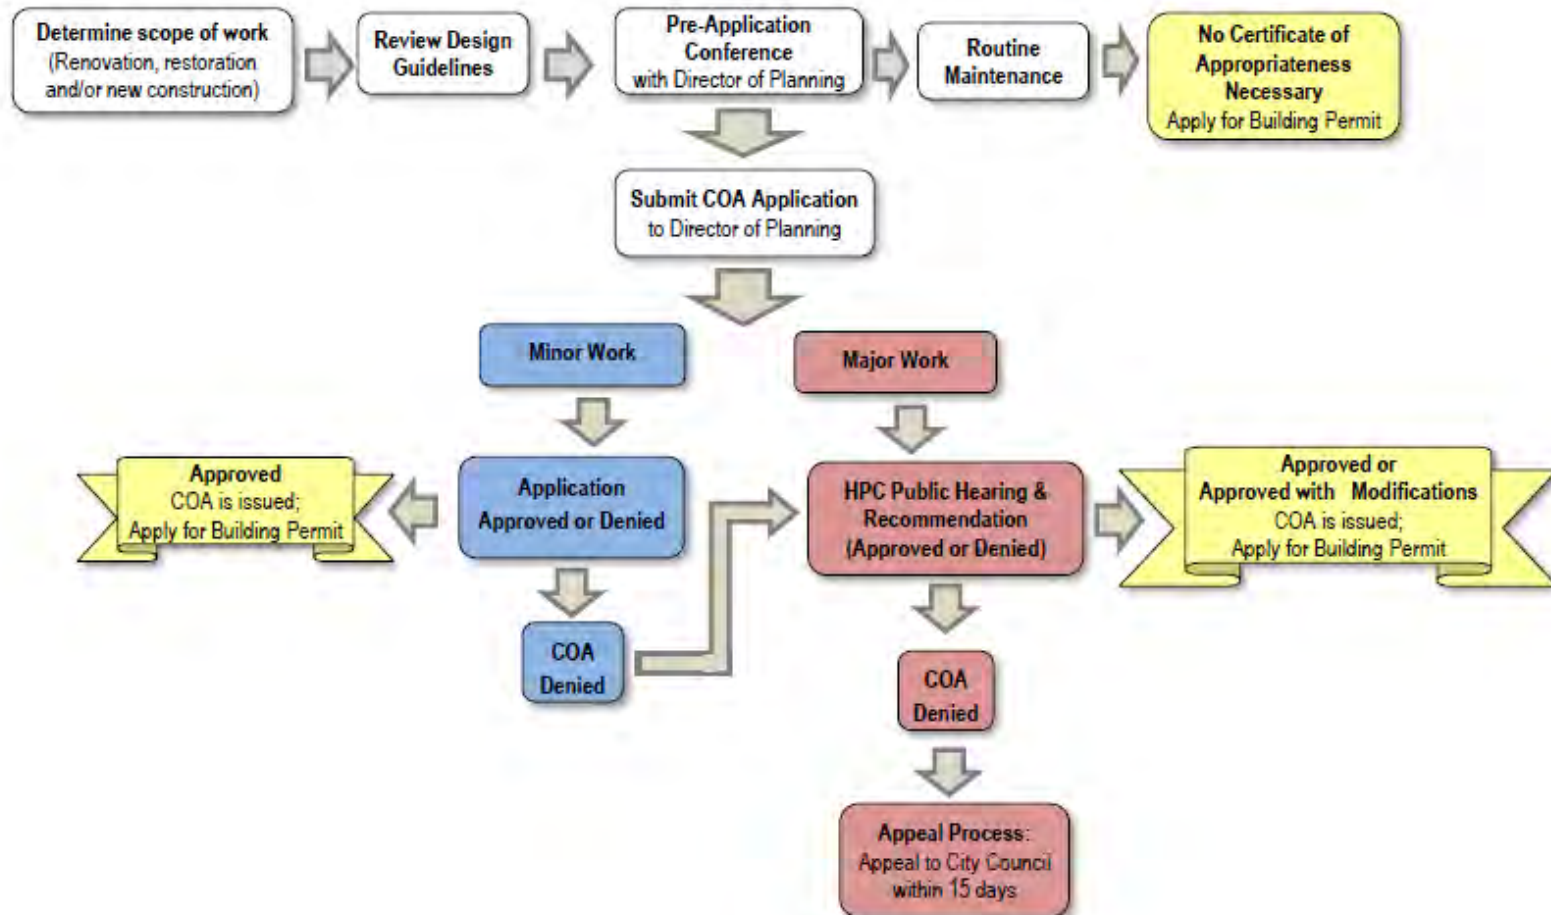 Determine scope of work
(Renovation, restoration
and/or new construction)
Review Design
Guidelines
Pre-Application
Conference
with Director of Planning
Routine
Maintenance
No Certificate of
Appropriateness
Necessary
Apply for Building Permit
Submit COA Application
to Director of Planning
Minor Work
Major Work
Approved
COA is issued;
Apply for Building Permit
Application
Approved or Denied
HPC Public Hearing &
Recommendation
(Approved or Denied)
Approved or
Approved with Modifications
COA is issued;
Apply for Building Permit
COA
Denied
COA
Denied
Appeal Process:
Appeal to City Council
within 15 days